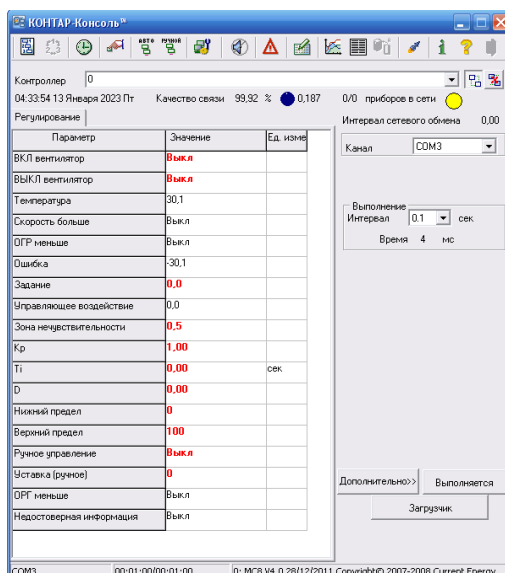 КОНТАР-Консоль™
АВТО РУЧНОЙ
Контроллер 0
04:33:54 13 Января 2023 Пт Качество связи 99,92 % 0,187 0/0 приборов в сети
Регулирование Интервал сетевого обмена 0,00
Параметр Значение Ед. изме
Канал COM3
ВКЛ вентилятор Выкл
ВЫКЛ вентилятор Выкл
Температура 30,1
Скорость больше Выкл
Выполнение
Интервал 0.1 сек
ОГР меньше Выкл
Время 4 мс
Ошибка -30,1
Задание 0,0
Управляющее воздействие 0,0
Зона нечувствительности 0,5
Kp 1,00
Ti 0,00 сек
D 0,00
Нижний предел 0
Верхний предел 100
Ручное управление Выкл
Уставка (ручное) 0
Дополнительно>> Выполняется
ОРГ меньше Выкл
Загрузчик
Недостоверная информация Выкл
COM3 00:01:00/00:01:00 0: MC8 V4.0 28/12/2011 Copyright© 2007-2008 Current Energy